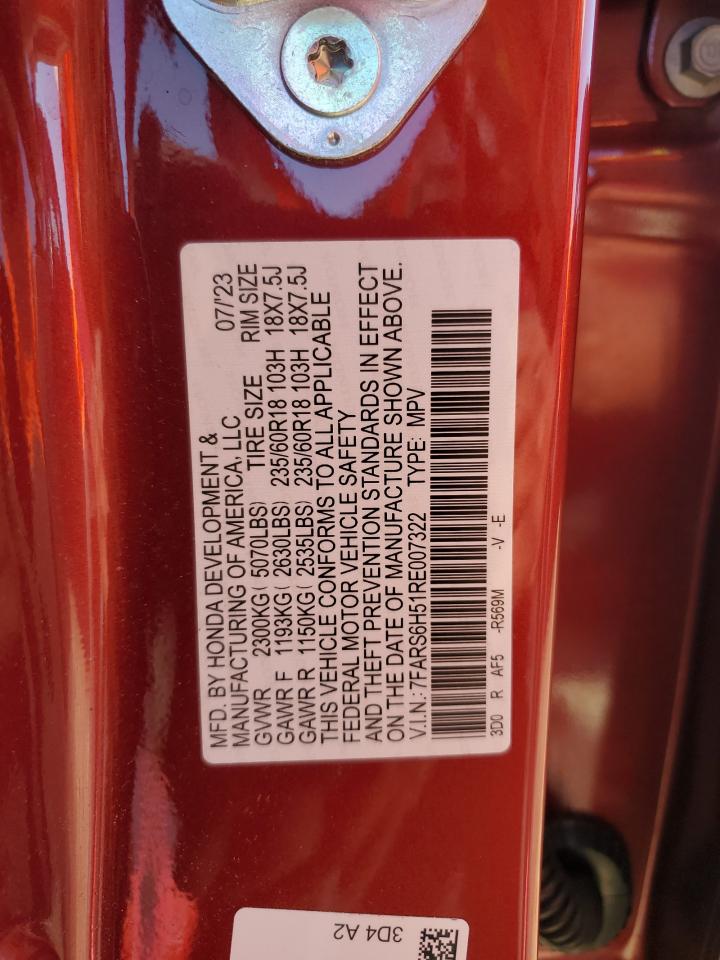 MFD. BY HONDA DEVELOPMENT &
MANUFACTURING OF AMERICA, LLC 07/'23
GVWR 2300KG( 5070LBS) TIRE SIZE RIM SIZE
GAWR F 1193KG( 2630LBS) 235/60R18 103H 18X7.5J
GAWR R 1150KG( 2535LBS) 235/60R18 103H 18X7.5J
THIS VEHICLE CONFORMS TO ALL APPLICABLE
FEDERAL MOTOR VEHICLE SAFETY
AND THEFT PREVENTION STANDARDS IN EFFECT
ON THE DATE OF MANUFACTURE SHOWN ABOVE.
V.I.N.: 7FARS6H51RE007322 TYPE: MPV
3D0 R AF5 -R569M -V -E
3D4 A2